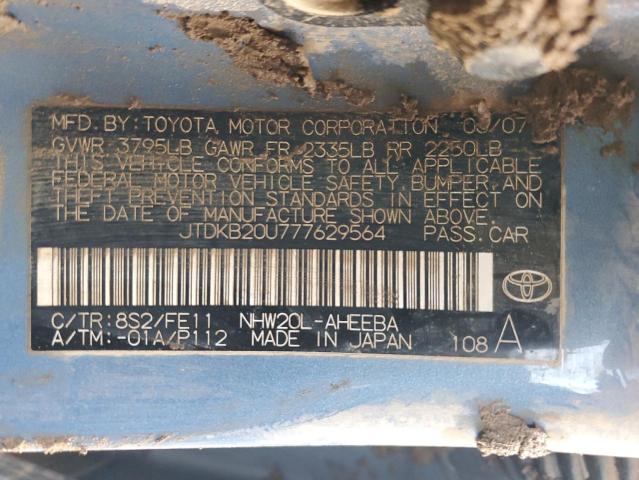 MFD. BY: TOYOTA MOTOR CORPORATION 03/07
GVWR 3795LB GAWR FR 2335LB RR 2250LB
THIS VEHICLE CONFORMS TO ALL APPLICABLE
FEDERAL MOTOR VEHICLE SAFETY, BUMPER, AND
THEFT PREVENTION STANDARDS IN EFFECT ON
THE DATE OF MANUFACTURE SHOWN ABOVE.
JTDKB20U777629564 PASS. CAR
C/TR: 8S2/FE11 NHW20L-AHEEBA
A/TM: -01A/P112 MADE IN JAPAN 108 A